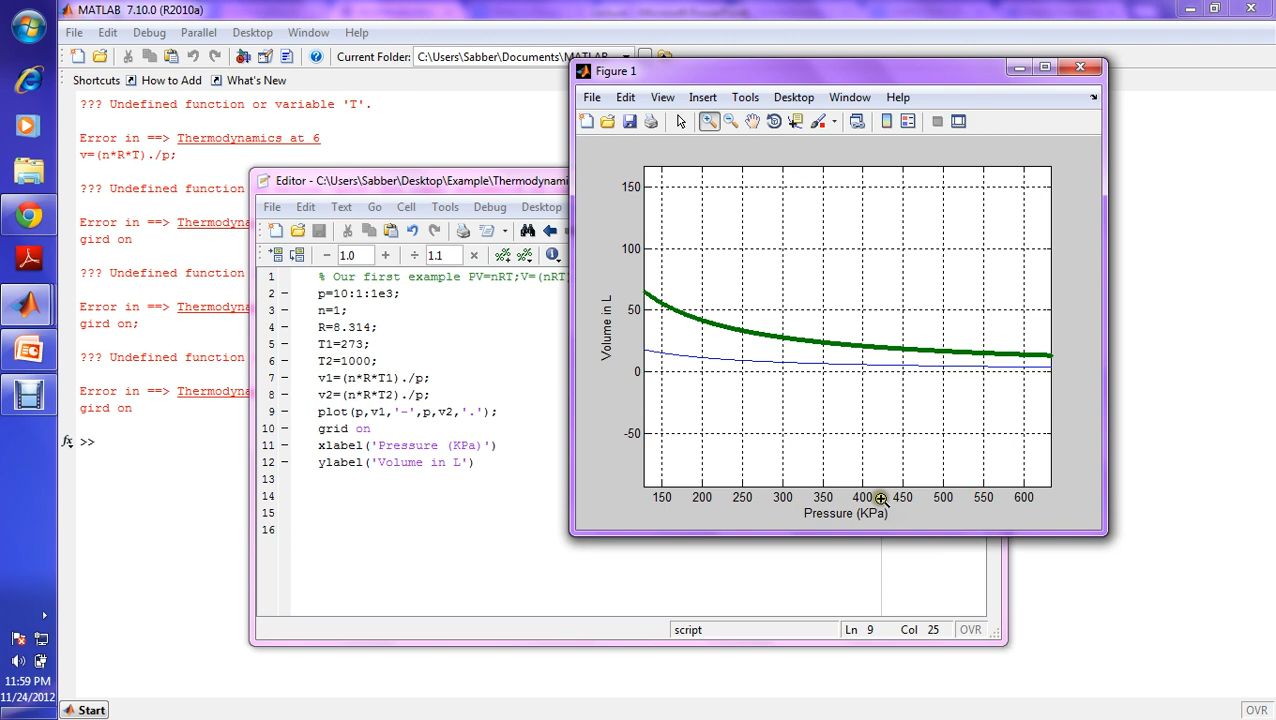 MATLAB 7.10.0 (R2010a)
File Edit Debug Parallel Desktop Window Help
Current Folder: C:\Users\Sabber\Documents\MATLAB
Shortcuts How to Add What's New
??? Undefined function or variable 'T'.
Error in ==> Thermodynamics at 6
v=(n*R*T)./p;
??? Undefined function
Error in ==> Thermodyna
gird on
??? Undefined function
Error in ==> Thermodyna
gird on;
??? Undefined function
Error in ==> Thermodyna
gird on
fx >>
Editor - C:\Users\Sabber\Desktop\Example\Thermodynami
File Edit Text Go Cell Tools Debug Desktop
− 1.0 + ÷ 1.1 ×
1 % Our first example PV=nRT;V=(nRT)
2 − p=10:1:1e3;
3 − n=1;
4 − R=8.314;
5 − T1=273;
6 − T2=1000;
7 − v1=(n*R*T1)./p;
8 − v2=(n*R*T2)./p;
9 − plot(p,v1,'-',p,v2,'.');
10 − grid on
11 − xlabel('Pressure (KPa)')
12 − ylabel('Volume in L')
13
14
15
16
script Ln 9 Col 25 OVR
Figure 1
File Edit View Insert Tools Desktop Window Help
150
100
50
0
-50
Volume in L
150 200 250 300 350 400 450 500 550 600
Pressure (KPa)
11:59 PM
11/24/2012
Start
OVR